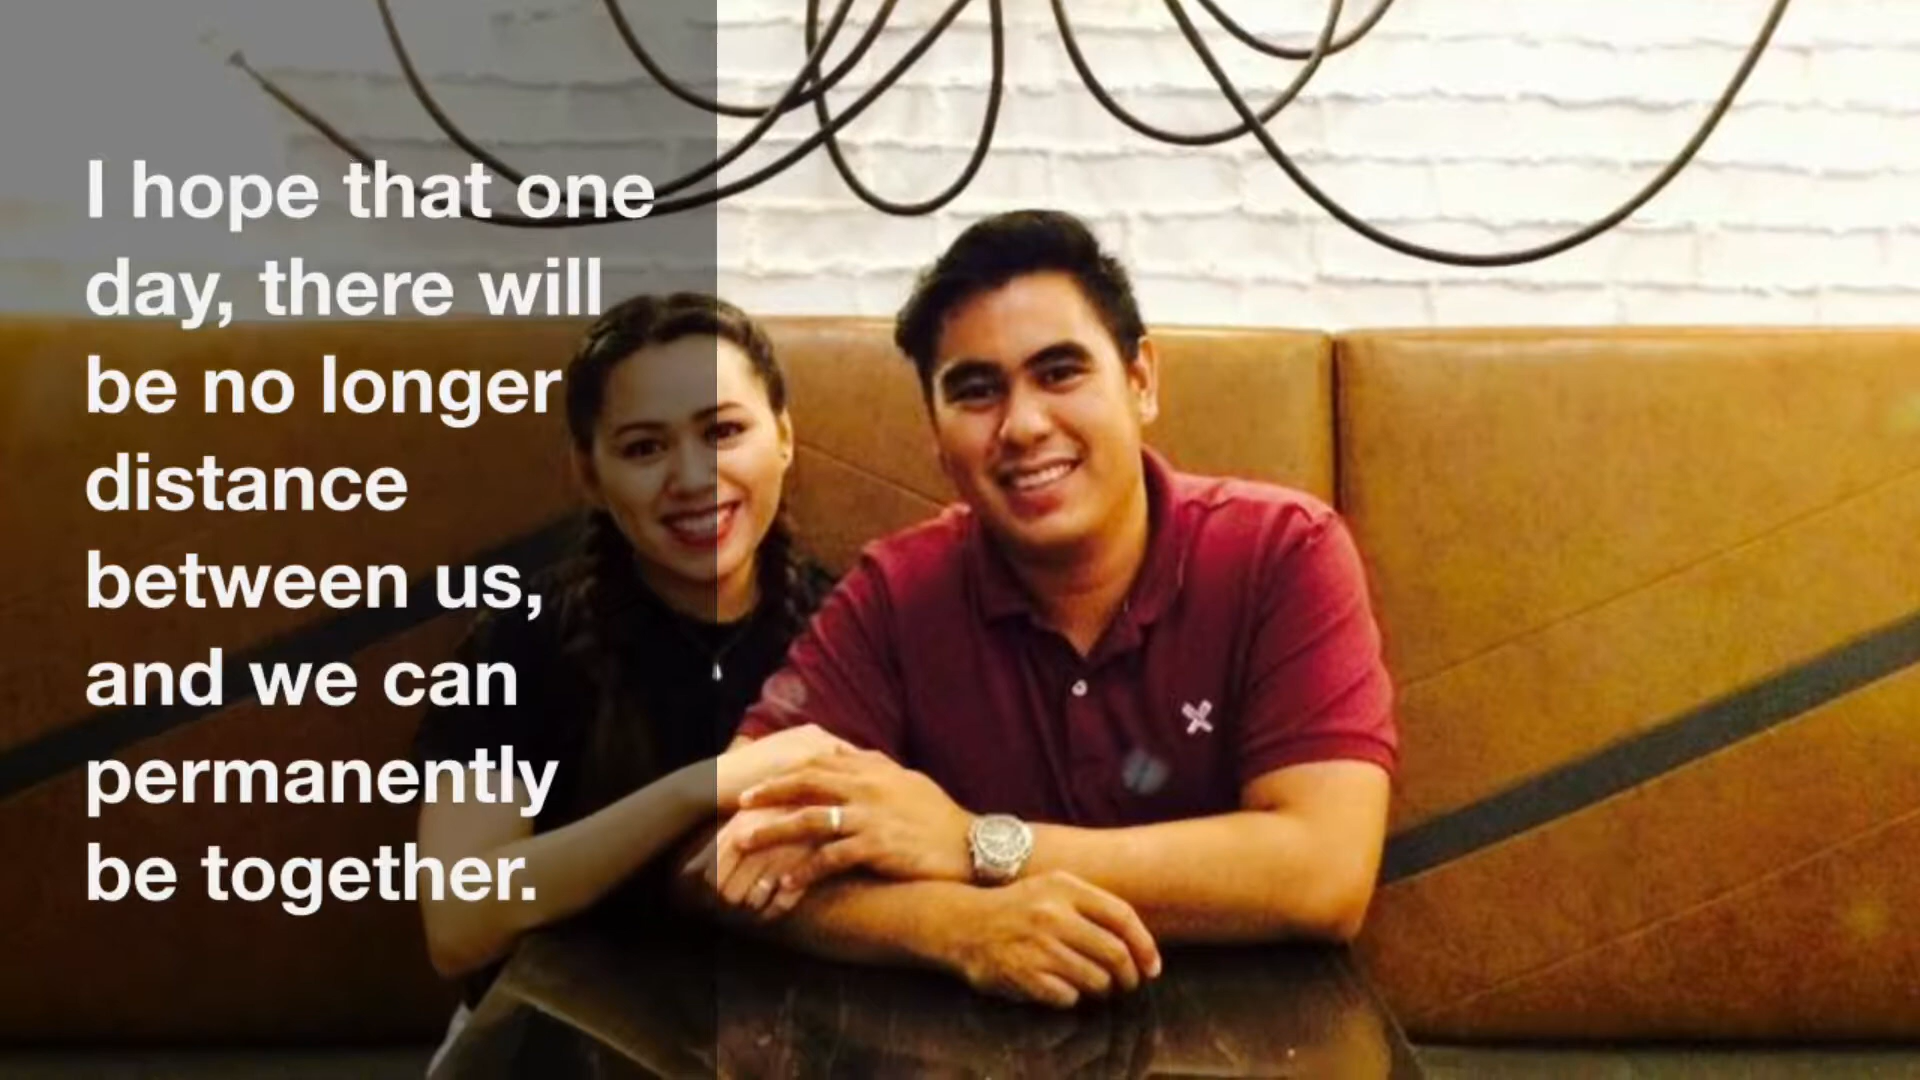 I hope that one
day, there will
be no longer
distance
between us,
and we can
permanently
be together.